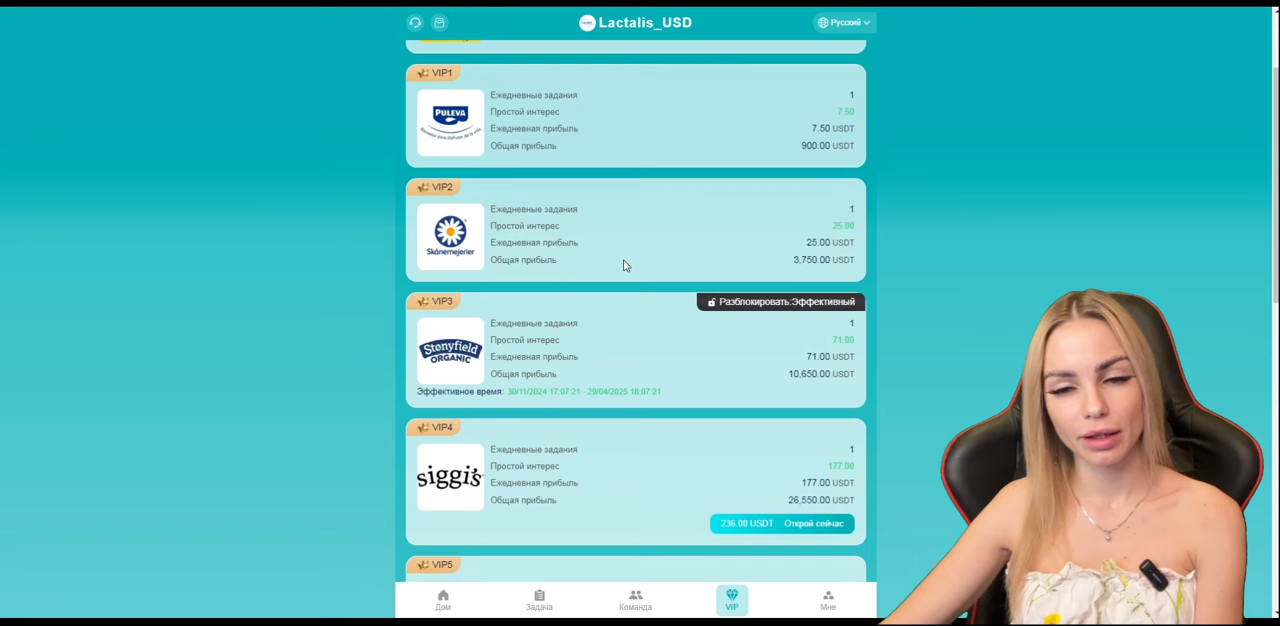 Lactalis_USD
Русский
VIP1
PULEVA
Ежедневные задания 1
Простой интерес 7.50
Ежедневная прибыль 7.50 USDT
Общая прибыль 900.00 USDT
VIP2
Skånemejerier
Ежедневные задания 1
Простой интерес 25.00
Ежедневная прибыль 25.00 USDT
Общая прибыль 3,750.00 USDT
VIP3
Разблокировать:Эффективный
Stonyfield
ORGANIC
Ежедневные задания 1
Простой интерес 71.00
Ежедневная прибыль 71.00 USDT
Общая прибыль 10,650.00 USDT
Эффективное время: 30/11/2024 17:07:21 - 29/04/2025 18:07:21
VIP4
siggi's
Ежедневные задания 1
Простой интерес 177.00
Ежедневная прибыль 177.00 USDT
Общая прибыль 26,550.00 USDT
236.00 USDT Открой сейчас
VIP5
Дом Задача Команда VIP Мне